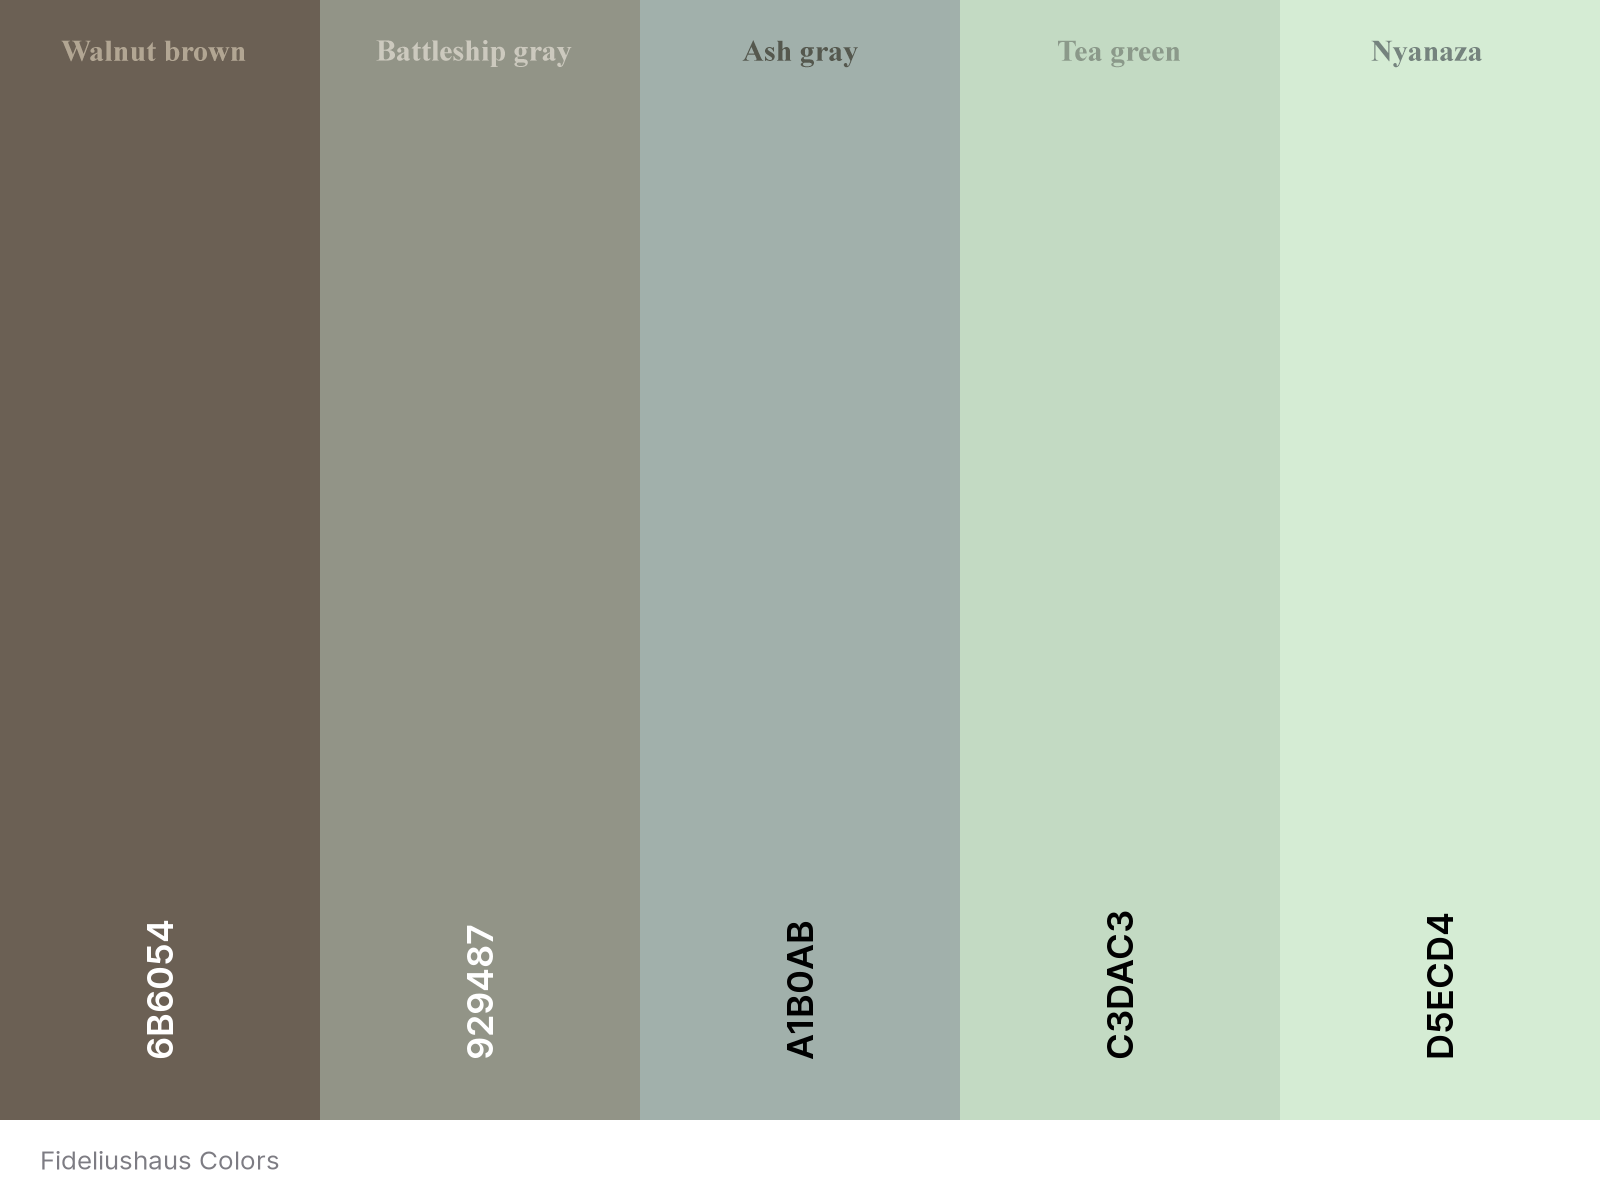 Walnut brown
Battleship gray
Ash gray
Tea green
Nyanaza
6B6054
929487
A1B0AB
C3DAC3
D5ECD4
Fideliushaus Colors